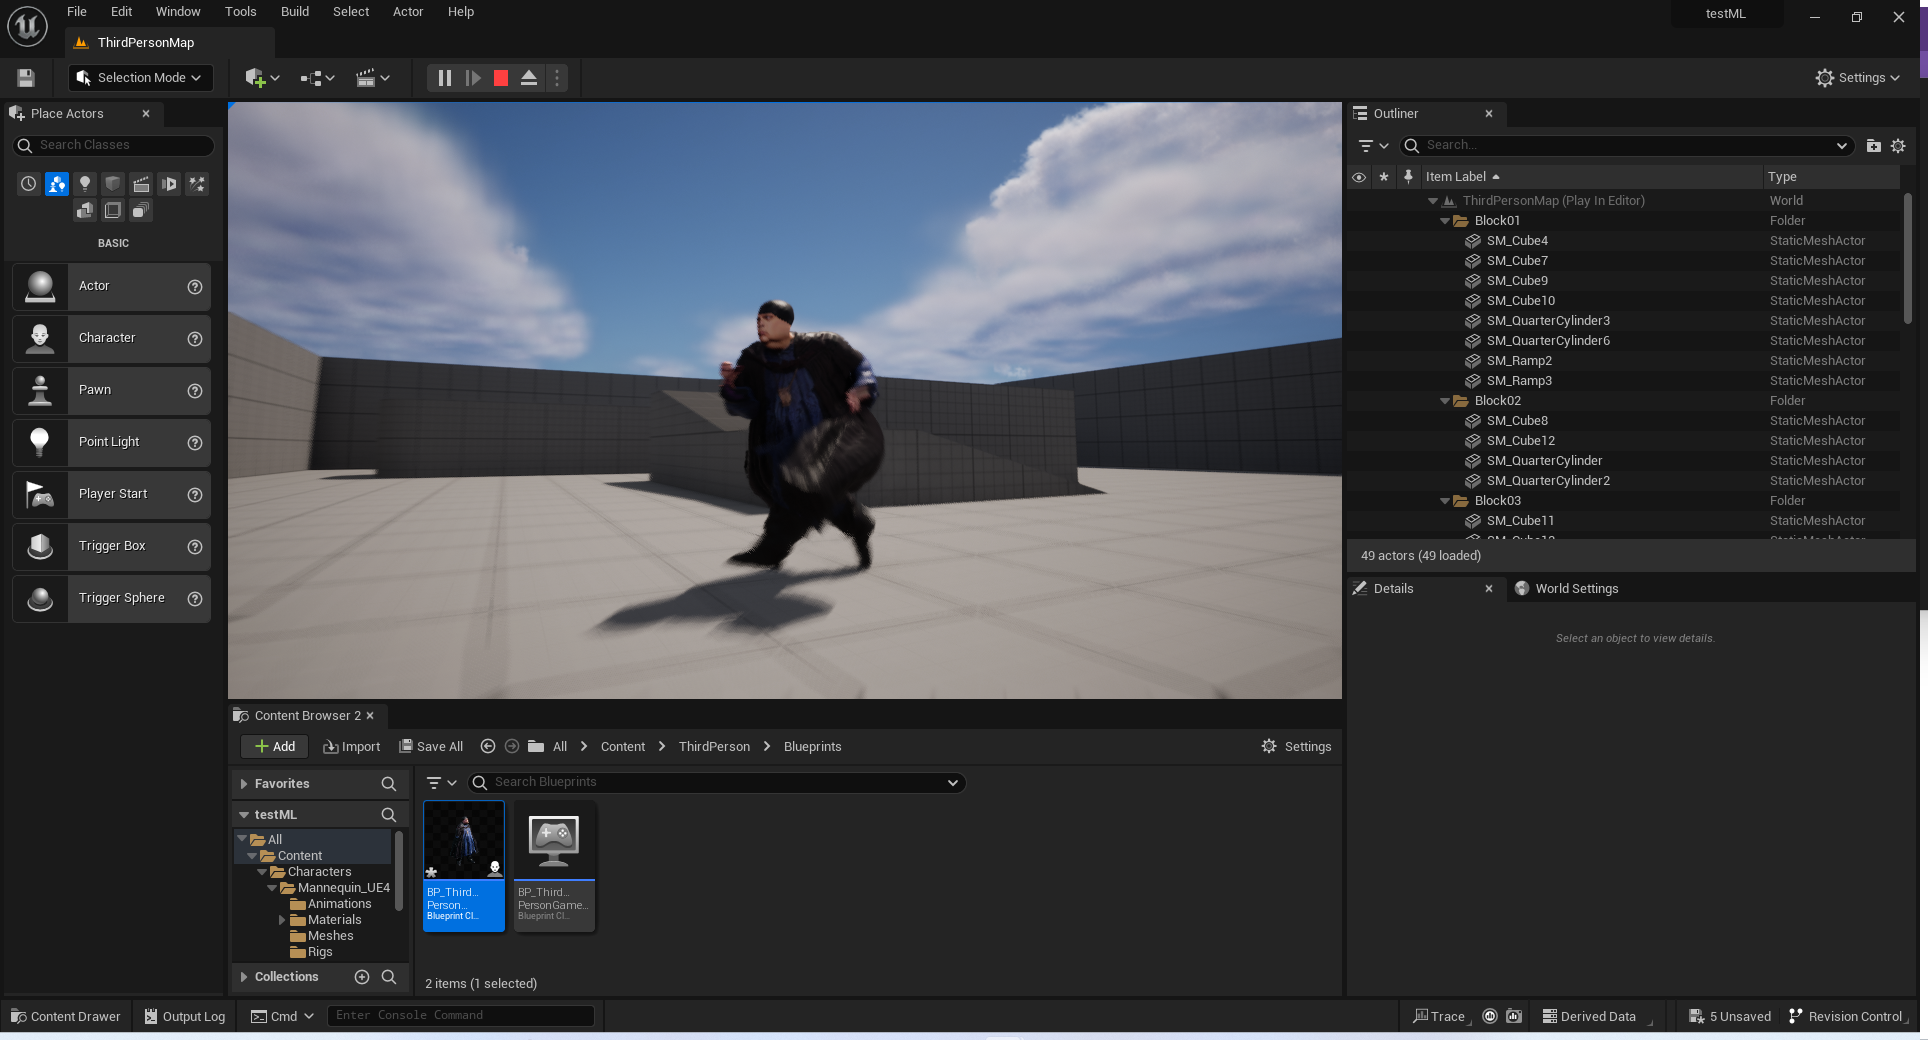 File Edit Window Tools Build Select Actor Help
testML
ThirdPersonMap
Selection Mode
Settings
Place Actors
Search Classes
BASIC
Actor
Character
Pawn
Point Light
Player Start
Trigger Box
Trigger Sphere
Outliner
Search...
Item Label Type
ThirdPersonMap (Play In Editor) World
Block01 Folder
SM_Cube4 StaticMeshActor
SM_Cube7 StaticMeshActor
SM_Cube9 StaticMeshActor
SM_Cube10 StaticMeshActor
SM_QuarterCylinder3 StaticMeshActor
SM_QuarterCylinder6 StaticMeshActor
SM_Ramp2 StaticMeshActor
SM_Ramp3 StaticMeshActor
Block02 Folder
SM_Cube8 StaticMeshActor
SM_Cube12 StaticMeshActor
SM_QuarterCylinder StaticMeshActor
SM_QuarterCylinder2 StaticMeshActor
Block03 Folder
SM_Cube11 StaticMeshActor
49 actors (49 loaded)
Details World Settings
Select an object to view details.
Content Browser 2
Add Import Save All All Content ThirdPerson Blueprints Settings
Favorites
testML
All
Content
Characters
Mannequin_UE4
Animations
Materials
Meshes
Rigs
Collections
Search Blueprints
BP_Third...
Person...
Blueprint Cl...
BP_Third...
PersonGame...
Blueprint Cl...
2 items (1 selected)
Content Drawer Output Log Cmd Enter Console Command Trace Derived Data 5 Unsaved Revision Control